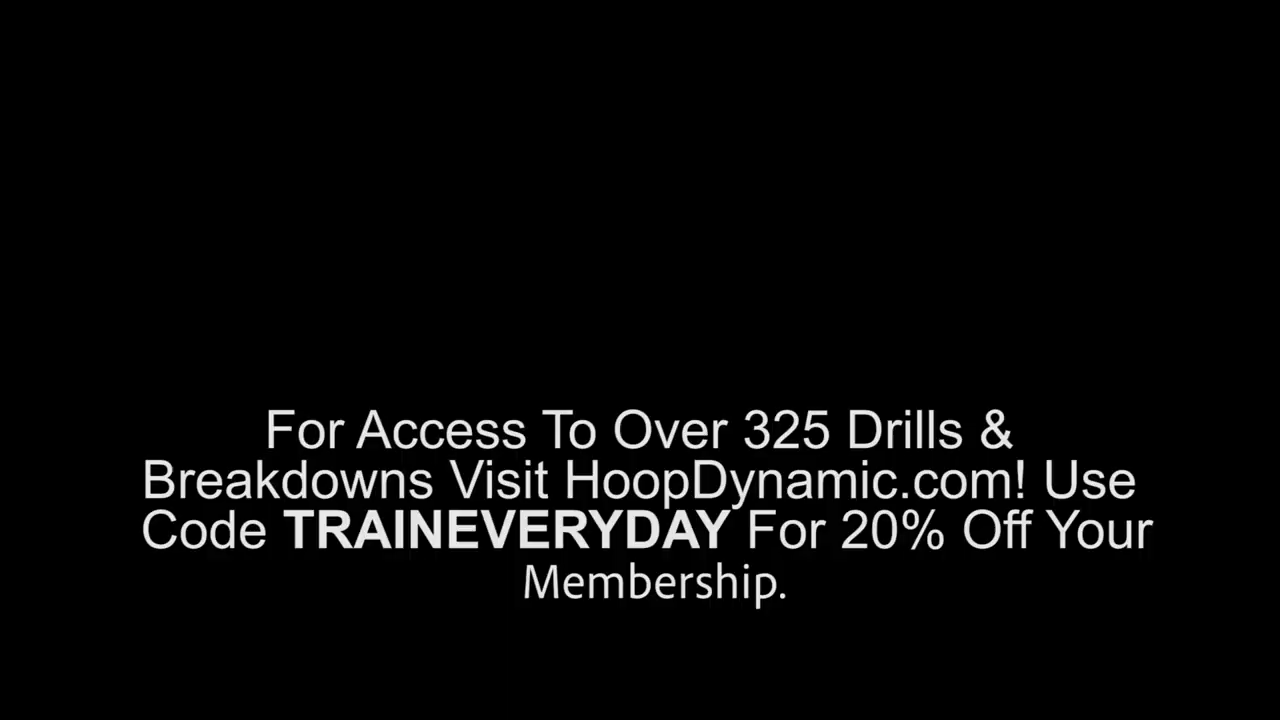 For Access To Over 325 Drills &
Breakdowns Visit HoopDynamic.com! Use
Code TRAINEVERYDAY For 20% Off Your
Membership.